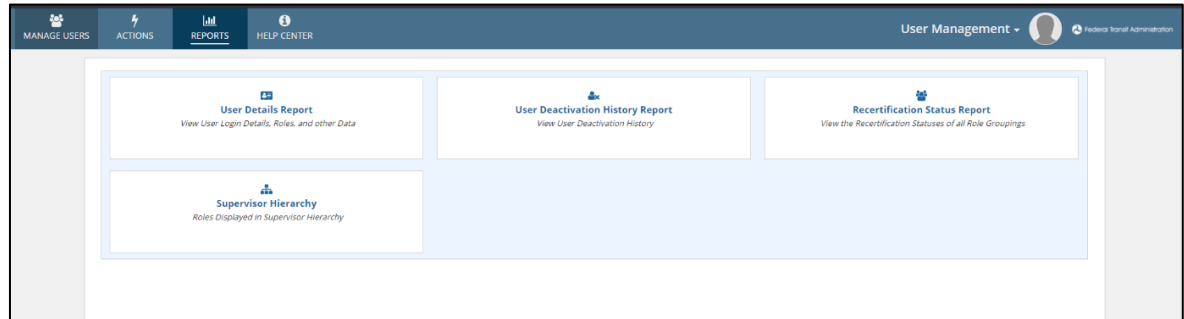 MANAGE USERS
ACTIONS
REPORTS
HELP CENTER
User Management
Federal Transit Administration
User Details Report
View User Login Details, Roles, and other Data
User Deactivation History Report
View User Deactivation History
Recertification Status Report
View the Recertification Statuses of all Role Groupings
Supervisor Hierarchy
Roles Displayed in Supervisor Hierarchy